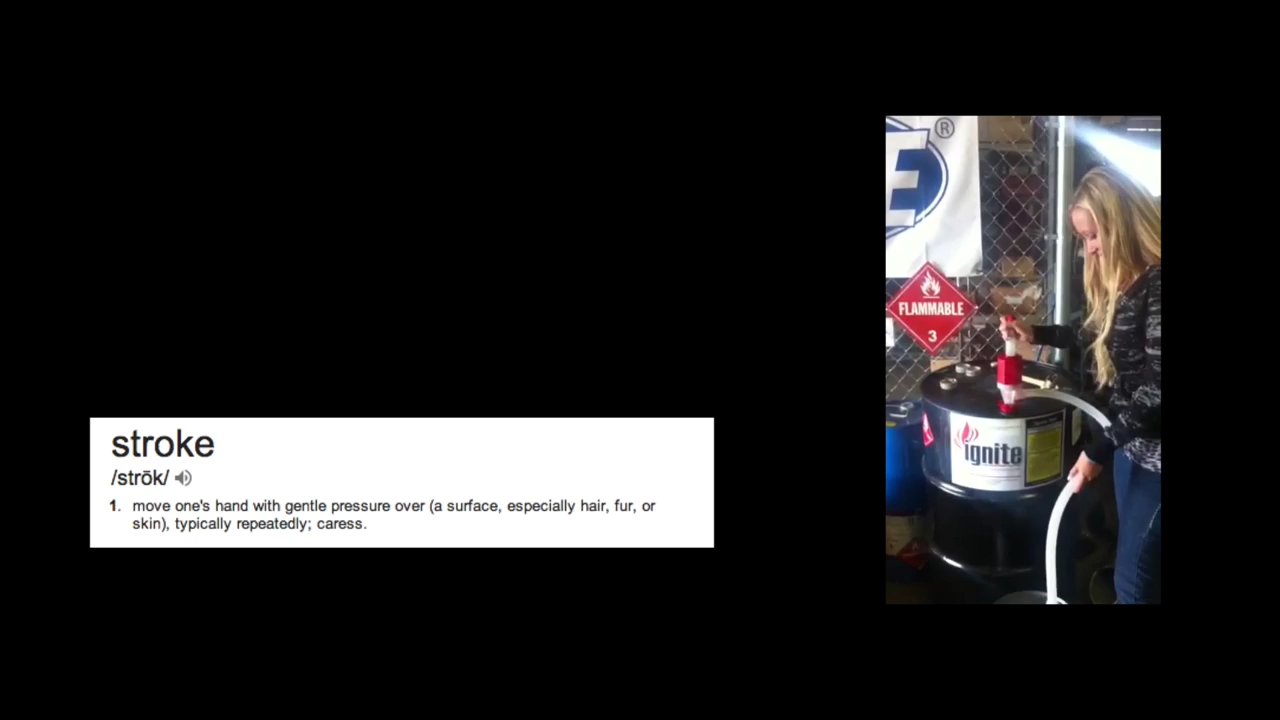 stroke
/strōk/
1. move one's hand with gentle pressure over (a surface, especially hair, fur, or
skin), typically repeatedly; caress.
E
®
FLAMMABLE
3
ignite